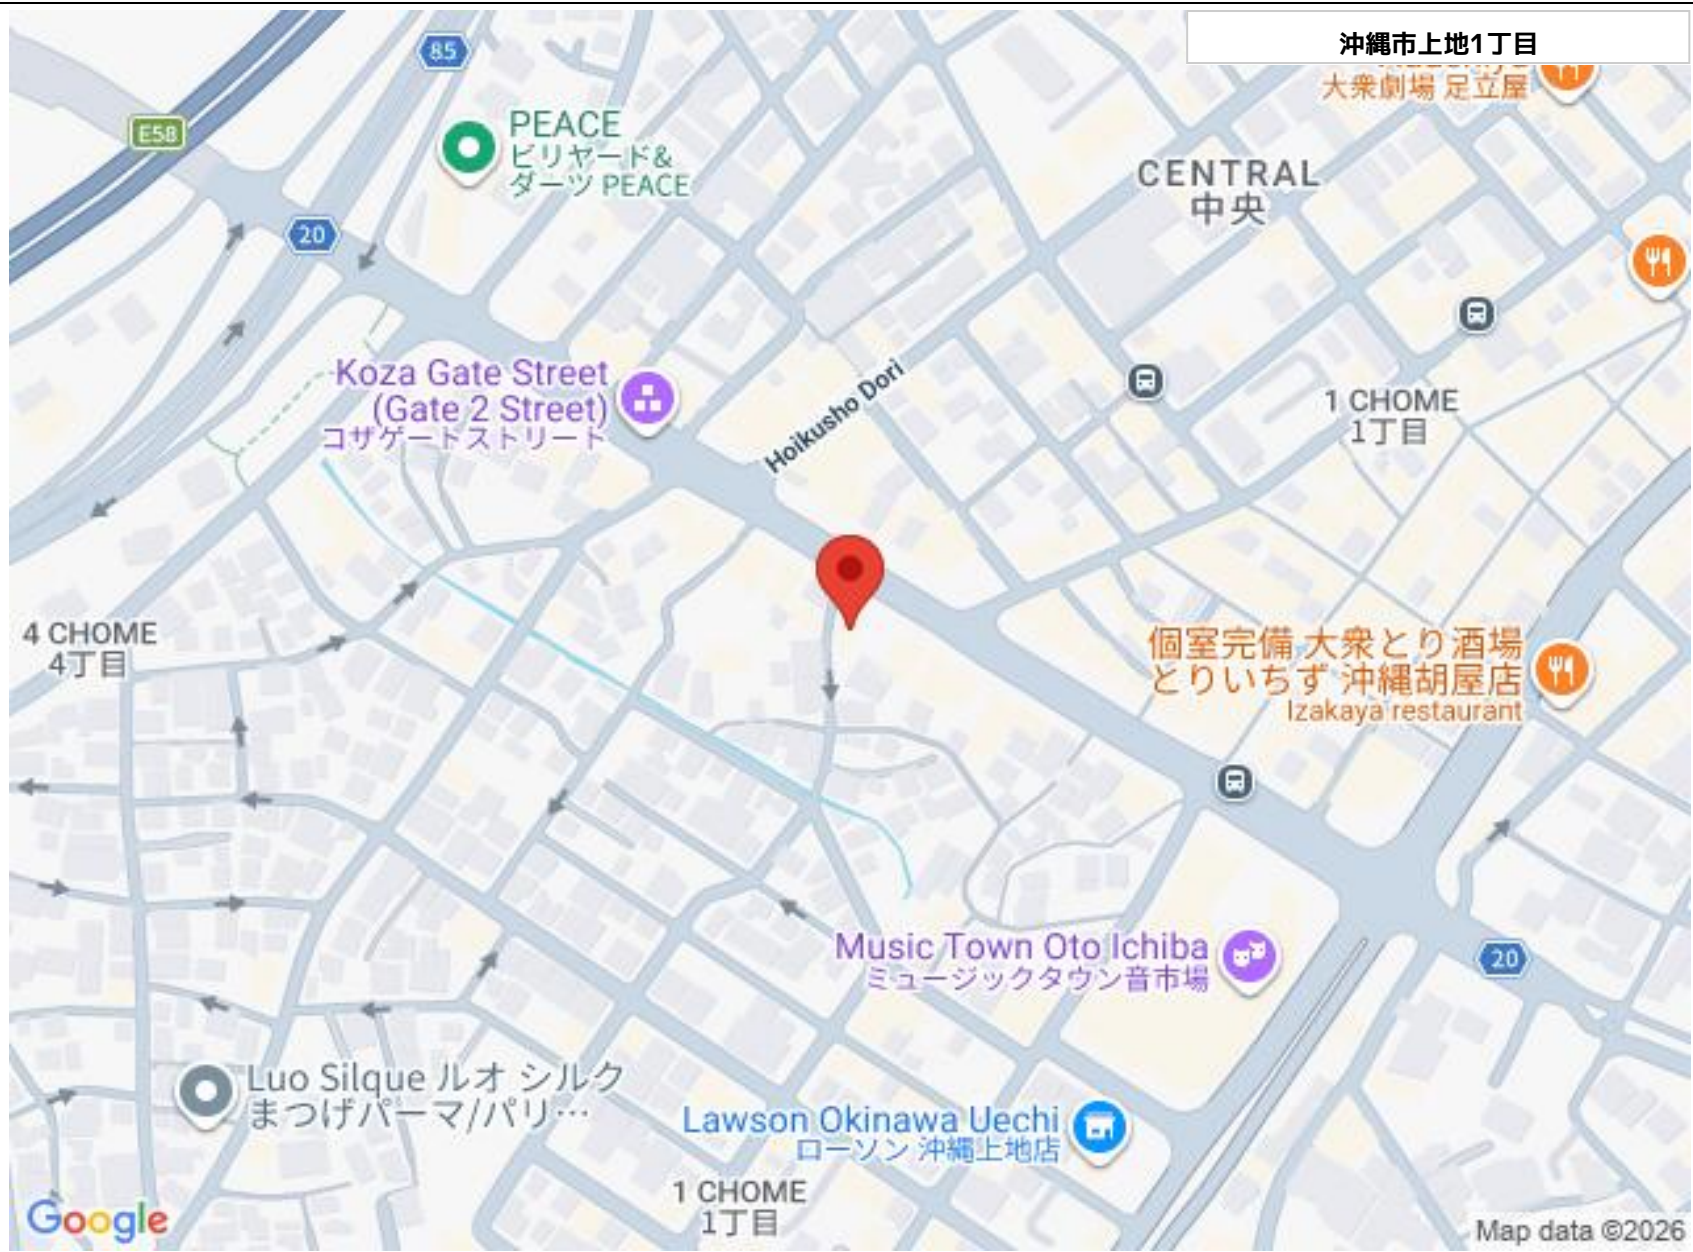 沖縄市上地1丁目
85
大衆劇場 足立屋
E58
PEACE
ビリヤード&
ダーツ PEACE
CENTRAL
中央
20
Koza Gate Street
(Gate 2 Street)
コザゲートストリート
Hoikusho Dori
1 CHOME
1丁目
4 CHOME
4丁目
個室完備 大衆とり酒場
とりいちず 沖縄胡屋店
Izakaya restaurant
Music Town Oto Ichiba
ミュージックタウン音市場
20
Luo Silque ルオ シルク
まつげパーマ/パリ…
Lawson Okinawa Uechi
ローソン 沖縄上地店
1 CHOME
1丁目
Google
Map data ©2026